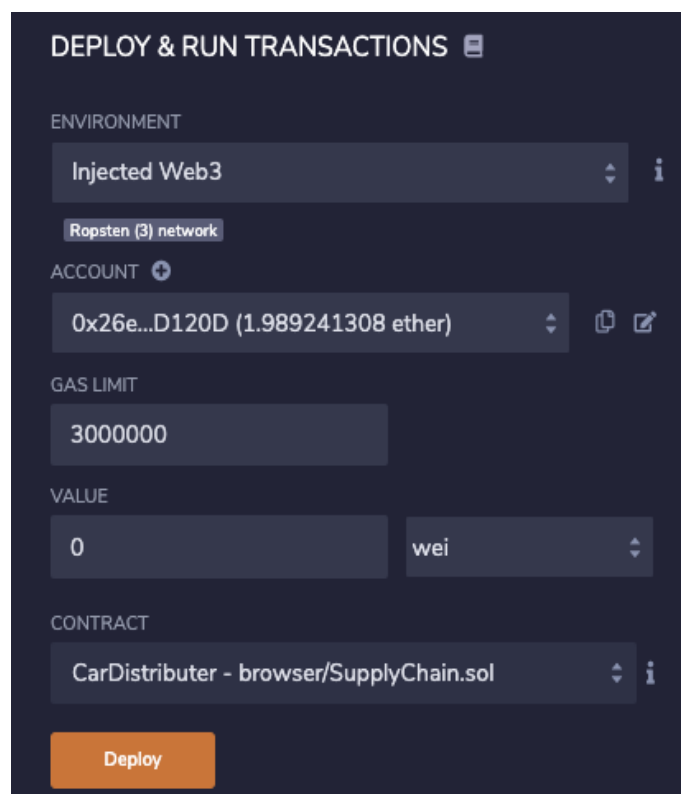 DEPLOY & RUN TRANSACTIONS
ENVIRONMENT
Injected Web3
Ropsten (3) network
ACCOUNT
0x26e...D120D (1.989241308 ether)
GAS LIMIT
3000000
VALUE
0 wei
CONTRACT
CarDistributer - browser/SupplyChain.sol
Deploy